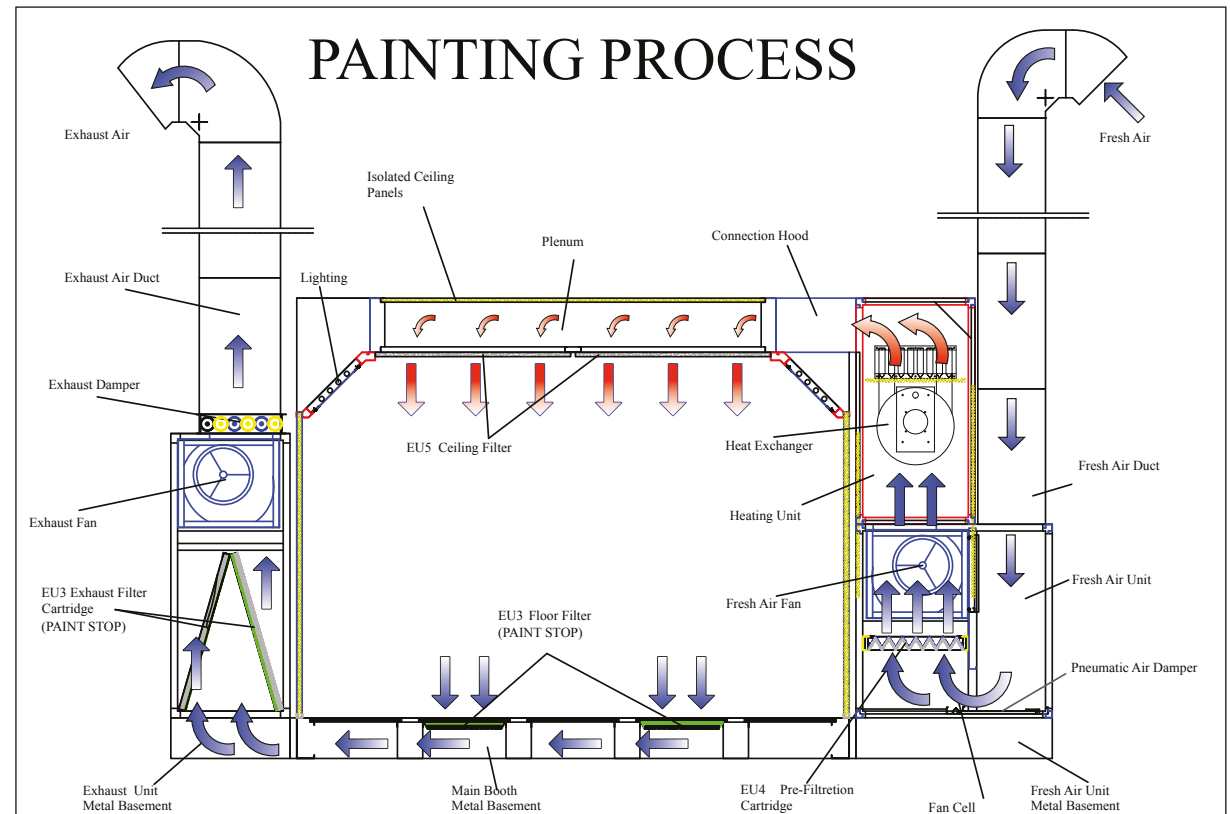 PAINTING PROCESS
Exhaust Air
Fresh Air
Isolated Ceiling
Panels
Plenum
Connection Hood
Exhaust Air Duct
Lighting
Exhaust Damper
EU5 Ceiling Filter
Heat Exchanger
Fresh Air Duct
Exhaust Fan
Heating Unit
EU3 Exhaust Filter
Cartridge
(PAINT STOP)
EU3 Floor Filter
(PAINT STOP)
Fresh Air Fan
Fresh Air Unit
Pneumatic Air Damper
Exhaust Unit
Metal Basement
Main Booth
Metal Basement
EU4 Pre-Filtretion
Cartridge
Fan Cell
Fresh Air Unit
Metal Basement